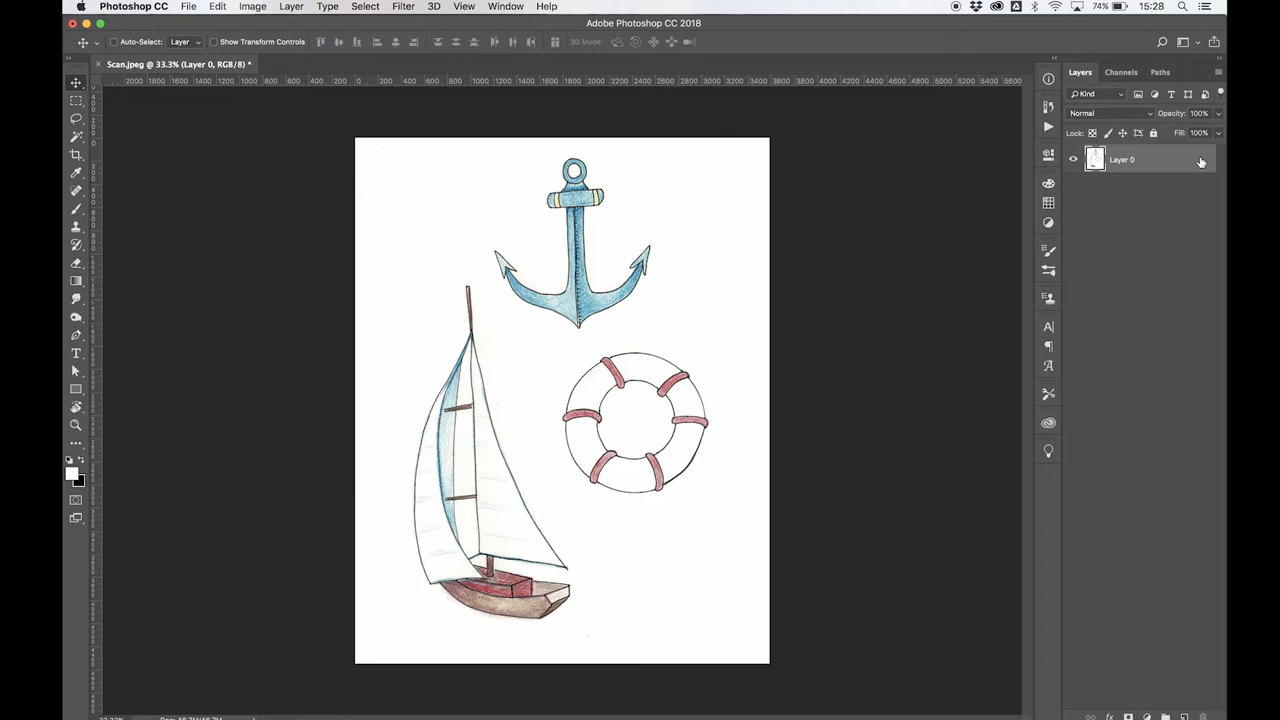 Photoshop CC File Edit Image Layer Type Select Filter 3D View Window Help 74% 15:28
Adobe Photoshop CC 2018
Auto-Select: Layer Show Transform Controls 3D Mode:
× Scan.jpeg @ 33.3% (Layer 0, RGB/8) *
2000 1800 1600 1400 1200 1000 800 600 400 200 0 200 400 600 800 1000 1200 1400 1600 1800 2000 2200 2400 2600 2800 3000 3200 3400 3600 3800 4000 4200 4400 4600 4800 5000 5200 5400 5600
Layers Channels Paths
Kind
Normal Opacity: 100%
Lock: Fill: 100%
Layer 0